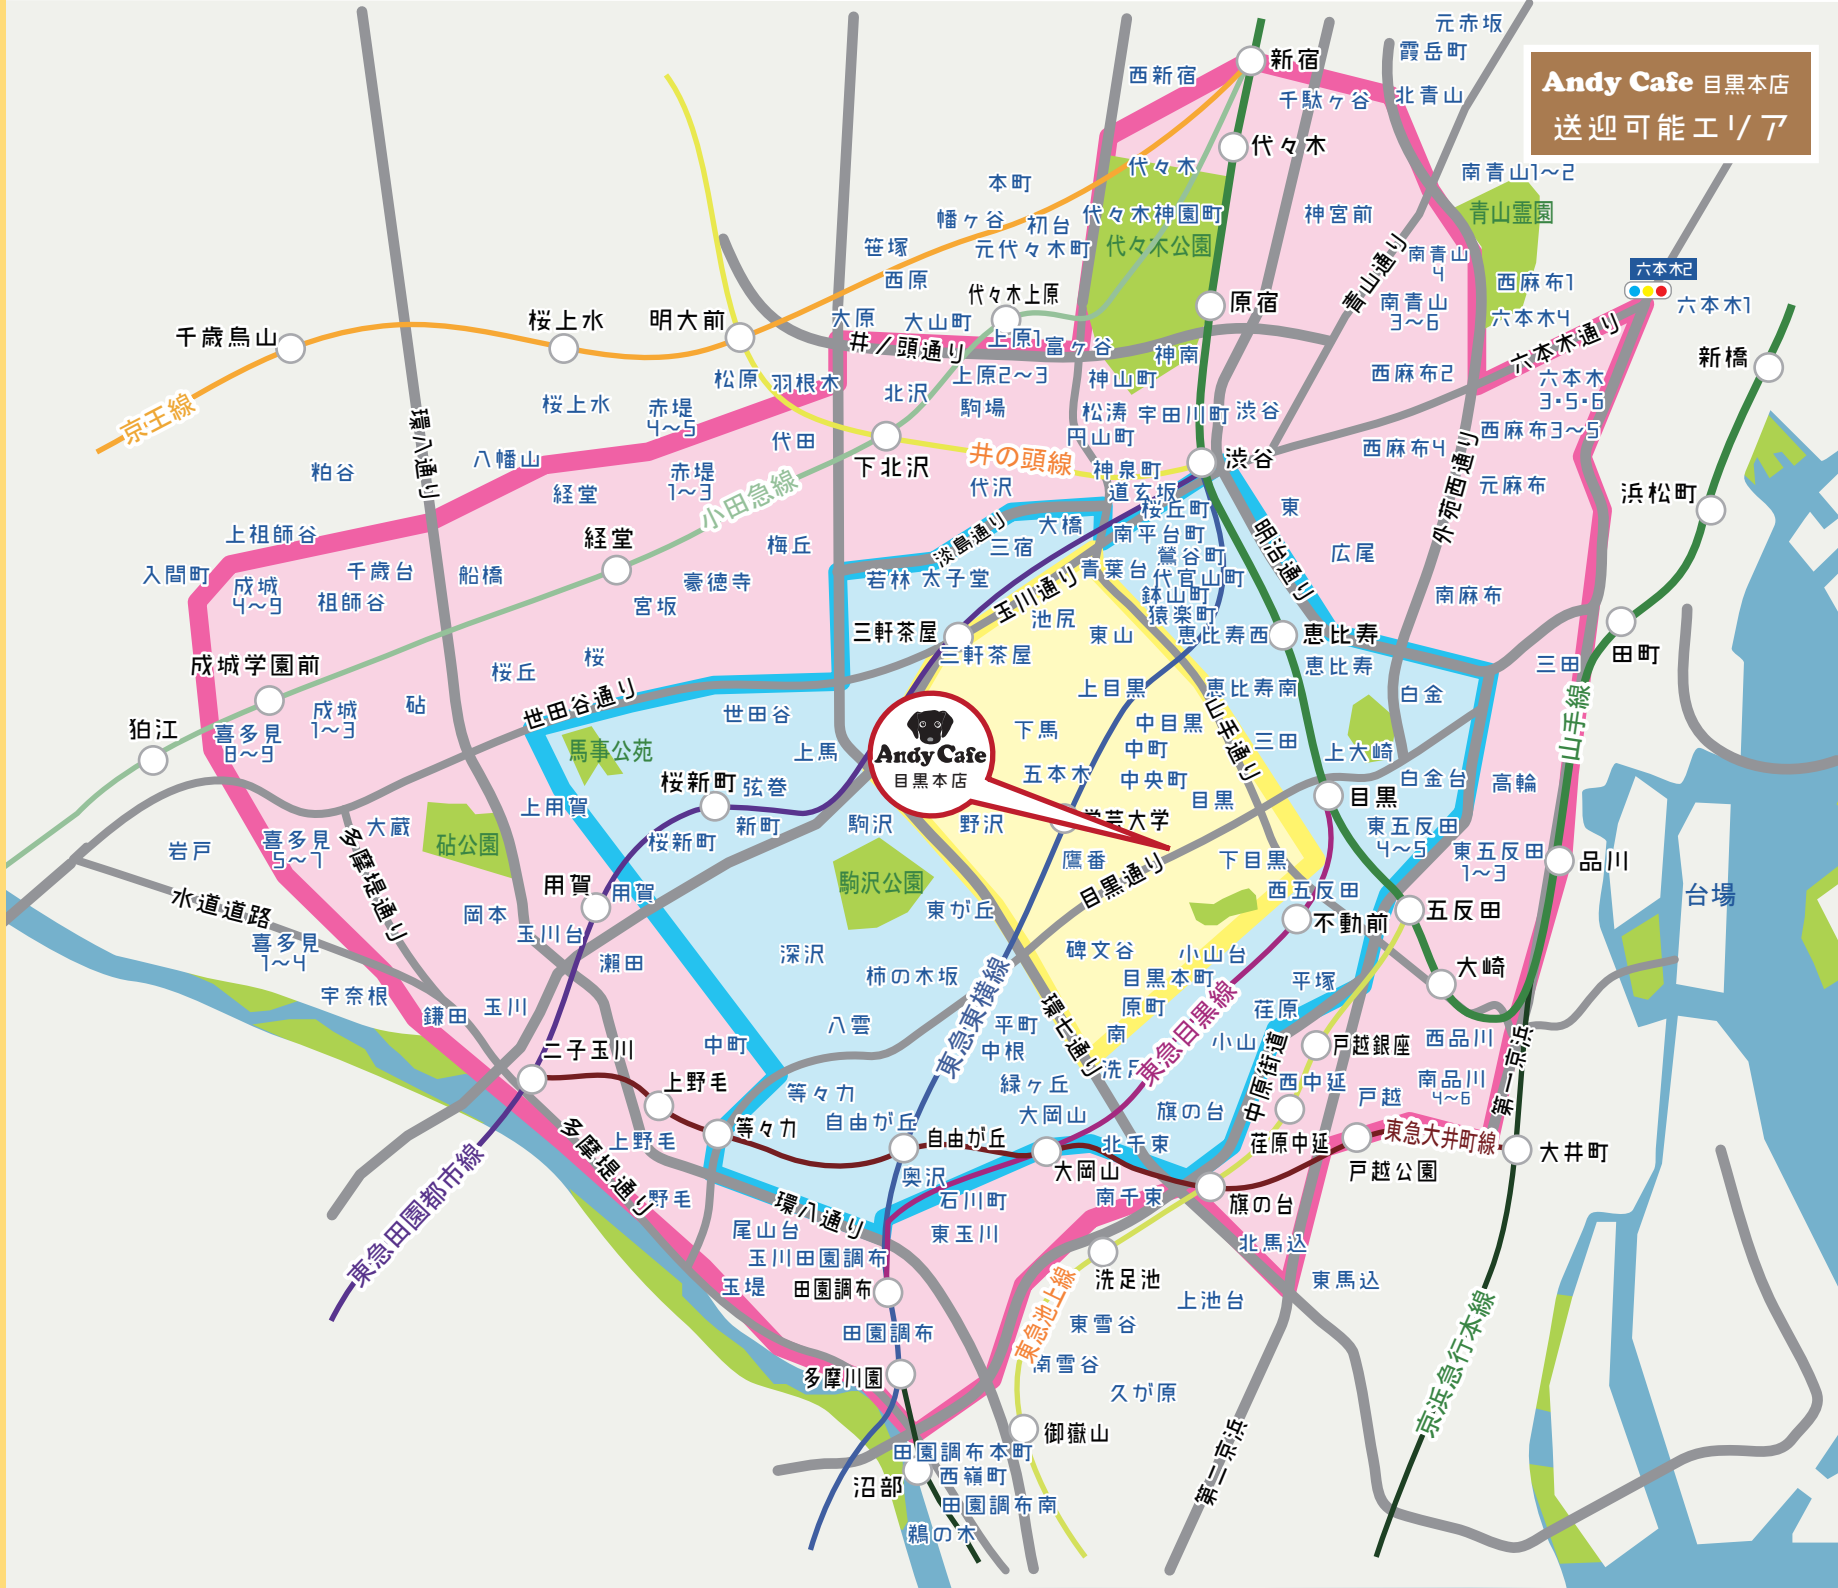 元赤坂
霞岳町
新宿
西新宿
千駄ヶ谷
北青山
Andy Cafe 目黒本店
送迎可能エリア
代々木
代々木
本町
南青山1〜2
幡ヶ谷
初台
代々木神園町
神宮前
青山霊園
笹塚
元代々木町
代々木公園
青山通り
南青山
4
西原
西麻布1
六本木2
代々木上原
原宿
南青山
3〜6
六本木4
六本木1
千歳烏山
桜上水
明大前
大原
大山町
上原1
富ヶ谷
井ノ頭通り
神南
六本木通り
新橋
松原
羽根木
上原2〜3
神山町
西麻布2
六本木
3・5・6
京王線
桜上水
赤堤
4〜5
北沢
駒場
松涛
宇田川町
渋谷
円山町
西麻布3〜5
環八通り
代田
下北沢
井の頭線
神泉町
渋谷
西麻布4
外苑西通り
粕谷
八幡山
経堂
赤堤
1〜3
小田急線
代沢
道玄坂
元麻布
浜松町
桜丘町
東
上祖師谷
経堂
梅丘
淡島通り
大橋
三宿
南平台町
明治通り
広尾
鶯谷町
入間町
成城
4〜9
千歳台
祖師谷
船橋
豪徳寺
宮坂
若林
太子堂
玉川通り
青葉台
代官山町
鉢山町
猿楽町
南麻布
池尻
三軒茶屋
東山
恵比寿西
恵比寿
田町
三軒茶屋
成城学園前
桜丘
桜
恵比寿
三田
世田谷通り
上目黒
恵比寿南
白金
山手線
砧
成城
1〜3
狛江
喜多見
8〜9
世田谷
下馬
中目黒
山手通り
三田
馬事公苑
上馬
Andy Cafe
目黒本店
中町
上大崎
桜新町
弦巻
五本木
中央町
白金台
高輪
上用賀
目黒
目黒
新町
駒沢
野沢
学芸大学
岩戸
喜多見
5〜7
大蔵
砧公園
桜新町
東五反田
4〜5
多摩堤通り
鷹番
目黒通り
下目黒
東五反田
1〜3
品川
用賀
用賀
駒沢公園
西五反田
台場
水道道路
岡本
東が丘
不動前
五反田
喜多見
1〜4
玉川台
瀬田
深沢
柿の木坂
碑文谷
小山台
大崎
宇奈根
鎌田
玉川
東急東横線
目黒本町
平塚
原町
荏原
八雲
平町
環七通り
南
東急目黒線
小山
中町
中根
戸越銀座
西品川
第一京浜
二子玉川
洗足
上野毛
等々力
緑ヶ丘
中原街道
西中延
戸越
南品川
4〜6
大岡山
旗の台
等々力
自由が丘
自由が丘
北千束
荏原中延
東急大井町線
大井町
多摩堤通り
上野毛
東急田園都市線
奥沢
大岡山
戸越公園
野毛
環八通り
石川町
南千束
旗の台
尾山台
東玉川
北馬込
玉川田園調布
玉堤
田園調布
洗足池
東馬込
東急池上線
上池台
田園調布
東雪谷
南雪谷
京浜急行本線
多摩川園
久が原
御嶽山
第二京浜
田園調布本町
沼部
西嶺町
田園調布南
鵜の木